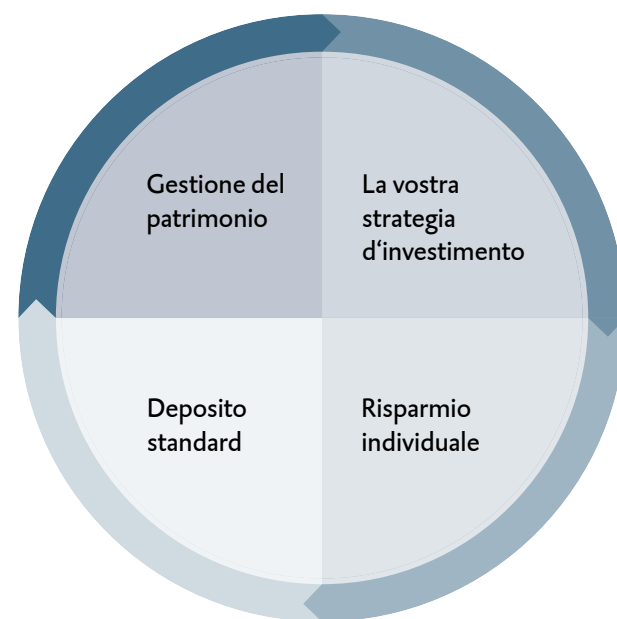 Gestione del
patrimonio
La vostra
strategia
d‘investimento
Deposito
standard
Risparmio
individuale